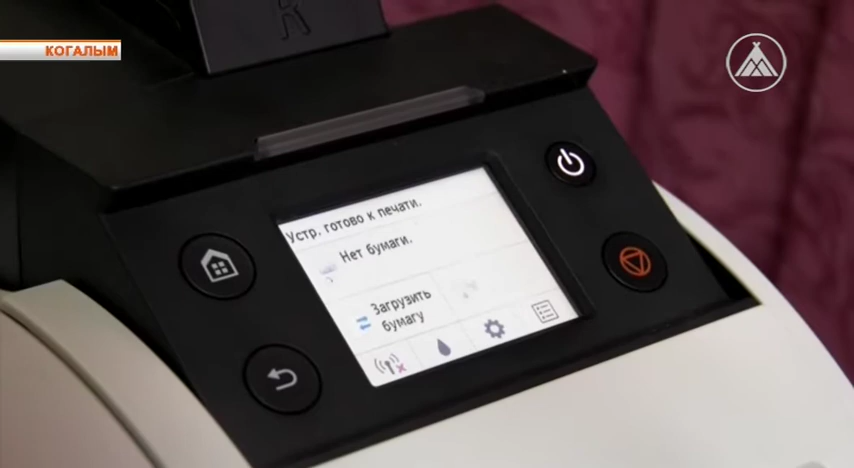 КОГАЛЫМ
Устр. готово к печати.
Нет бумаги.
Загрузить
бумагу